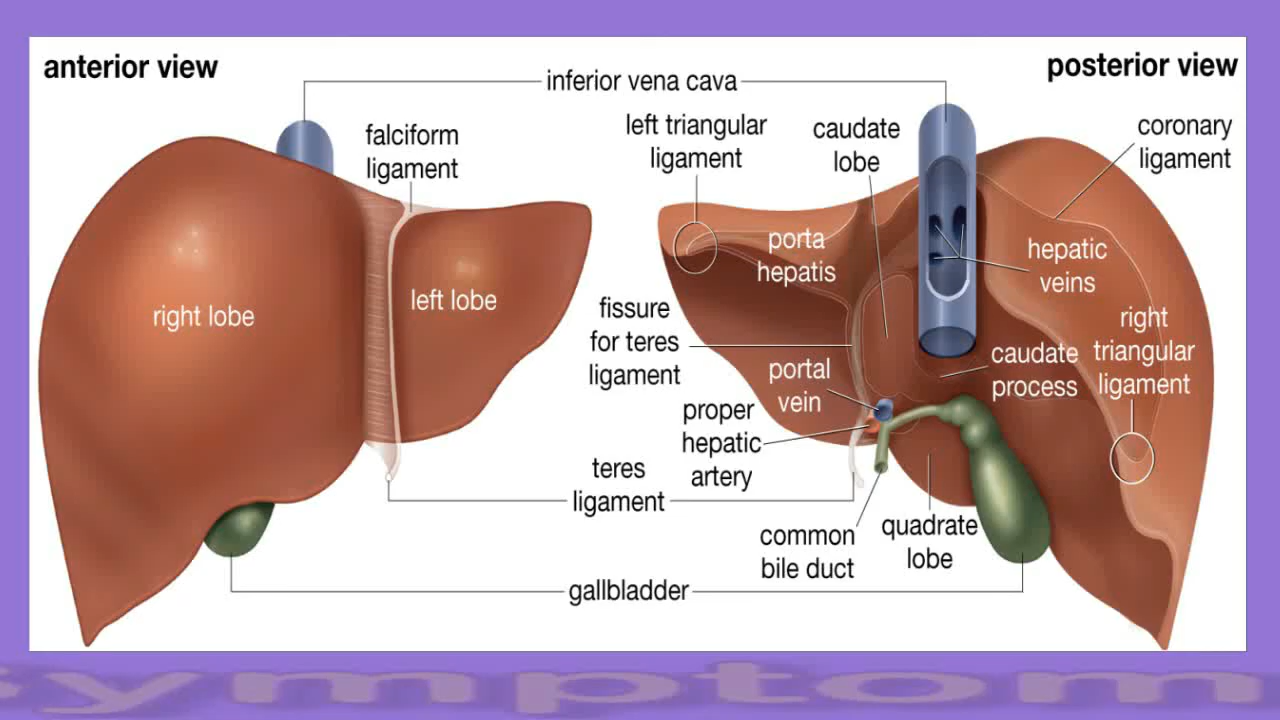 anterior view
posterior view
inferior vena cava
falciform
ligament
left triangular
ligament
caudate
lobe
coronary
ligament
porta
hepatis
hepatic
veins
right lobe
left lobe
fissure
for teres
ligament
right
triangular
ligament
caudate
process
portal
vein
proper
hepatic
artery
teres
ligament
common
bile duct
quadrate
lobe
gallbladder
symptom